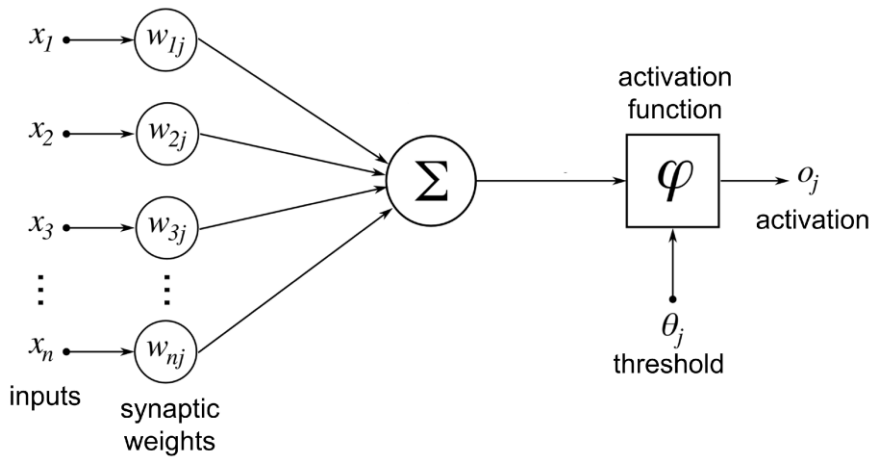 x1 w1j
x2 w2j
x3 w3j
⋮ ⋮
xn wnj
inputs
synaptic
weights
Σ
activation
function
φ
oj
activation
θj
threshold